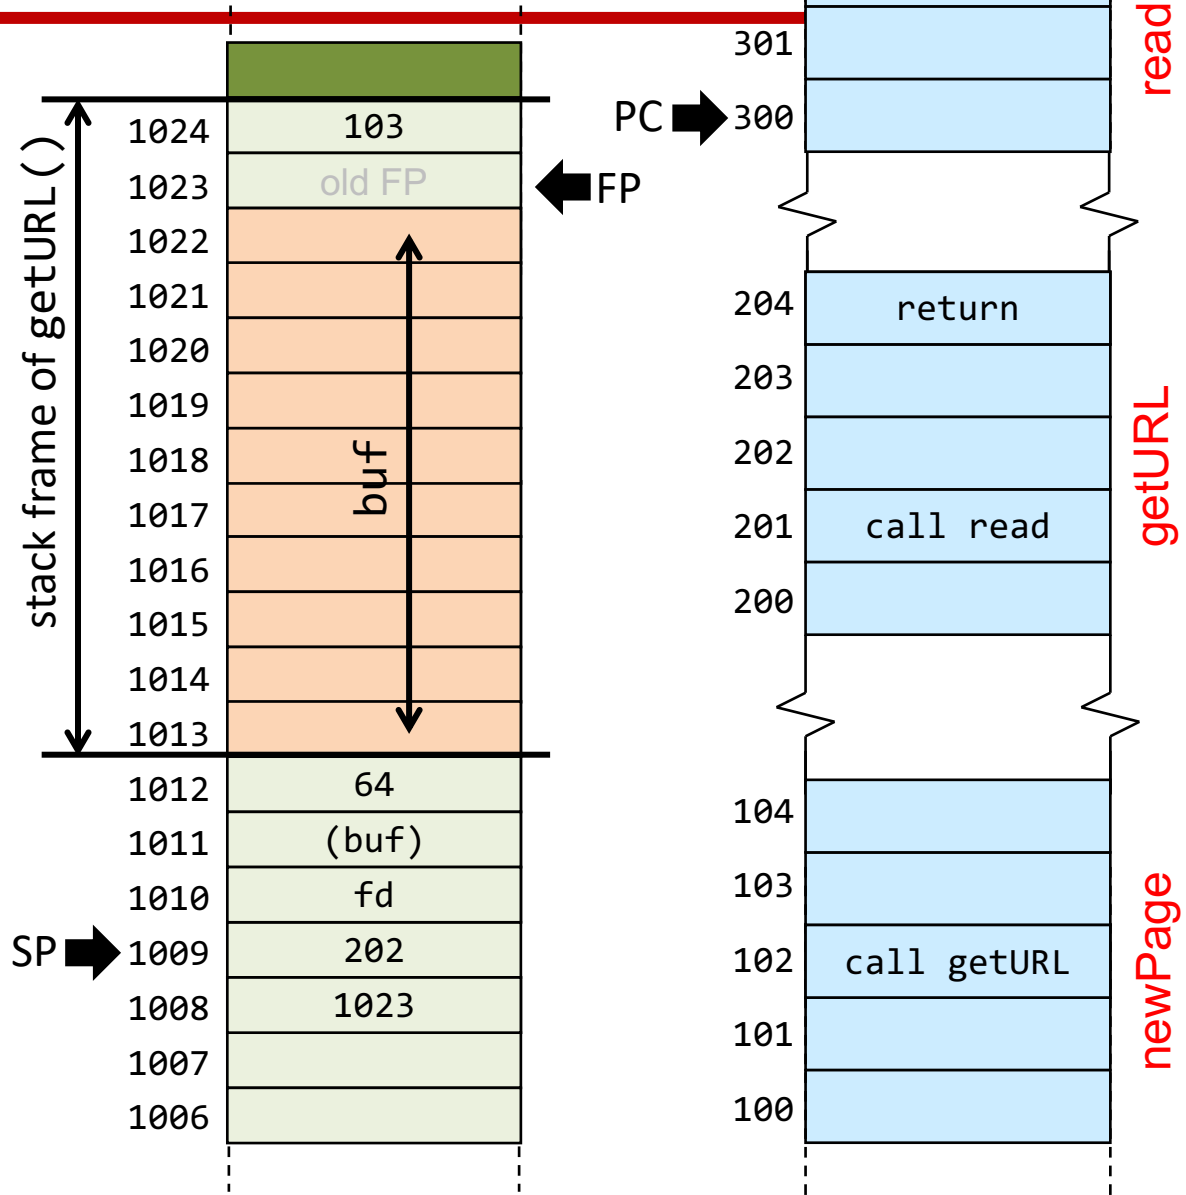 301
read
PC
300
1024
103
1023
old FP
FP
stack frame of getURL()
1022
1021
1020
1019
1018
1017
1016
1015
1014
1013
buf
204
return
203
202
201
call read
200
getURL
1012
64
1011
(buf)
1010
fd
SP
1009
202
1008
1023
1007
1006
104
103
102
call getURL
101
100
newPage